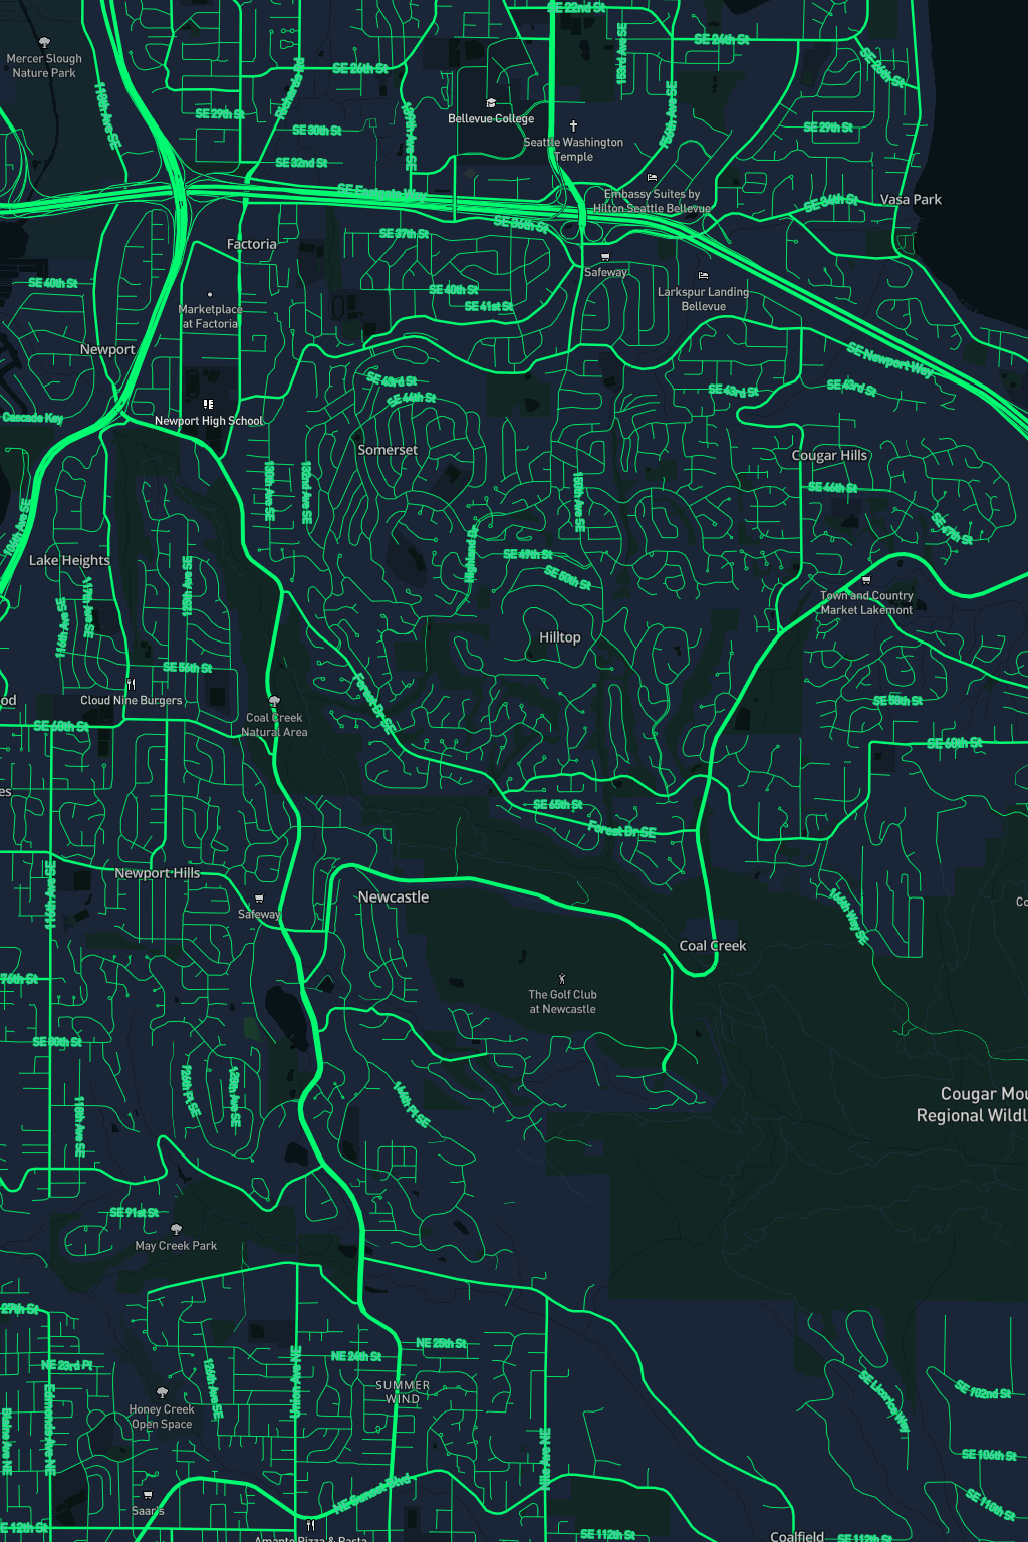 SE 22nd St
SE 24th St
152nd Ave SE
Mercer Slough
Nature Park
SE 26th St
SE 26th St
Richards Rd
118th Ave SE
Bellevue College
SE 29th St
SE 30th St
139th Ave SE
156th Ave SE
SE 29th St
Seattle Washington
Temple
SE 32nd St
SE Eastgate Way
Embassy Suites by
Hilton Seattle Bellevue
SE 34th St
Vasa Park
SE 36th St
SE 37th St
Factoria
Safeway
SE 40th St
SE 40th St
Larkspur Landing
Bellevue
SE 41st St
Marketplace
at Factoria
Newport
SE Newport Way
SE 43rd St
SE 43rd St
SE 43rd St
SE 44th St
Cascade Key
Newport High School
Somerset
Cougar Hills
130th Ave SE
132nd Ave SE
150th Ave SE
SE 46th St
106th Ave SE
SE 47th St
Highland Dr
SE 49th St
Lake Heights
SE 50th St
117th Ave SE
116th Ave SE
Town and Country
Market Lakemont
Hilltop
SE 56th St
Cloud Nine Burgers
od
Forest Dr SE
SE 58th St
SE 60th St
Coal Creek
Natural Area
SE 60th St
es
SE 65th St
Forest Dr SE
Newport Hills
116th Ave SE
Newcastle
166th Way SE
Co
Safeway
Coal Creek
76th St
The Golf Club
at Newcastle
SE 80th St
126th Pl SE
128th Ave SE
144th Pl SE
118th Ave SE
Cougar Mou
Regional Wildl
SE 91st St
May Creek Park
27th St
NE 25th St
NE 24th St
NE 23rd Pl
Union Ave NE
126th Ave SE
SUMMER
WIND
Edmonds Ave NE
Blaine Ave NE
Honey Creek
Open Space
SE Licorice Way
SE 102nd St
Nile Ave NE
SE 106th St
NE Sunset Blvd
Saar's
SE 110th St
E 12th St
Amante Pizza & Pasta
SE 112th St
Coalfield
SE 112th St